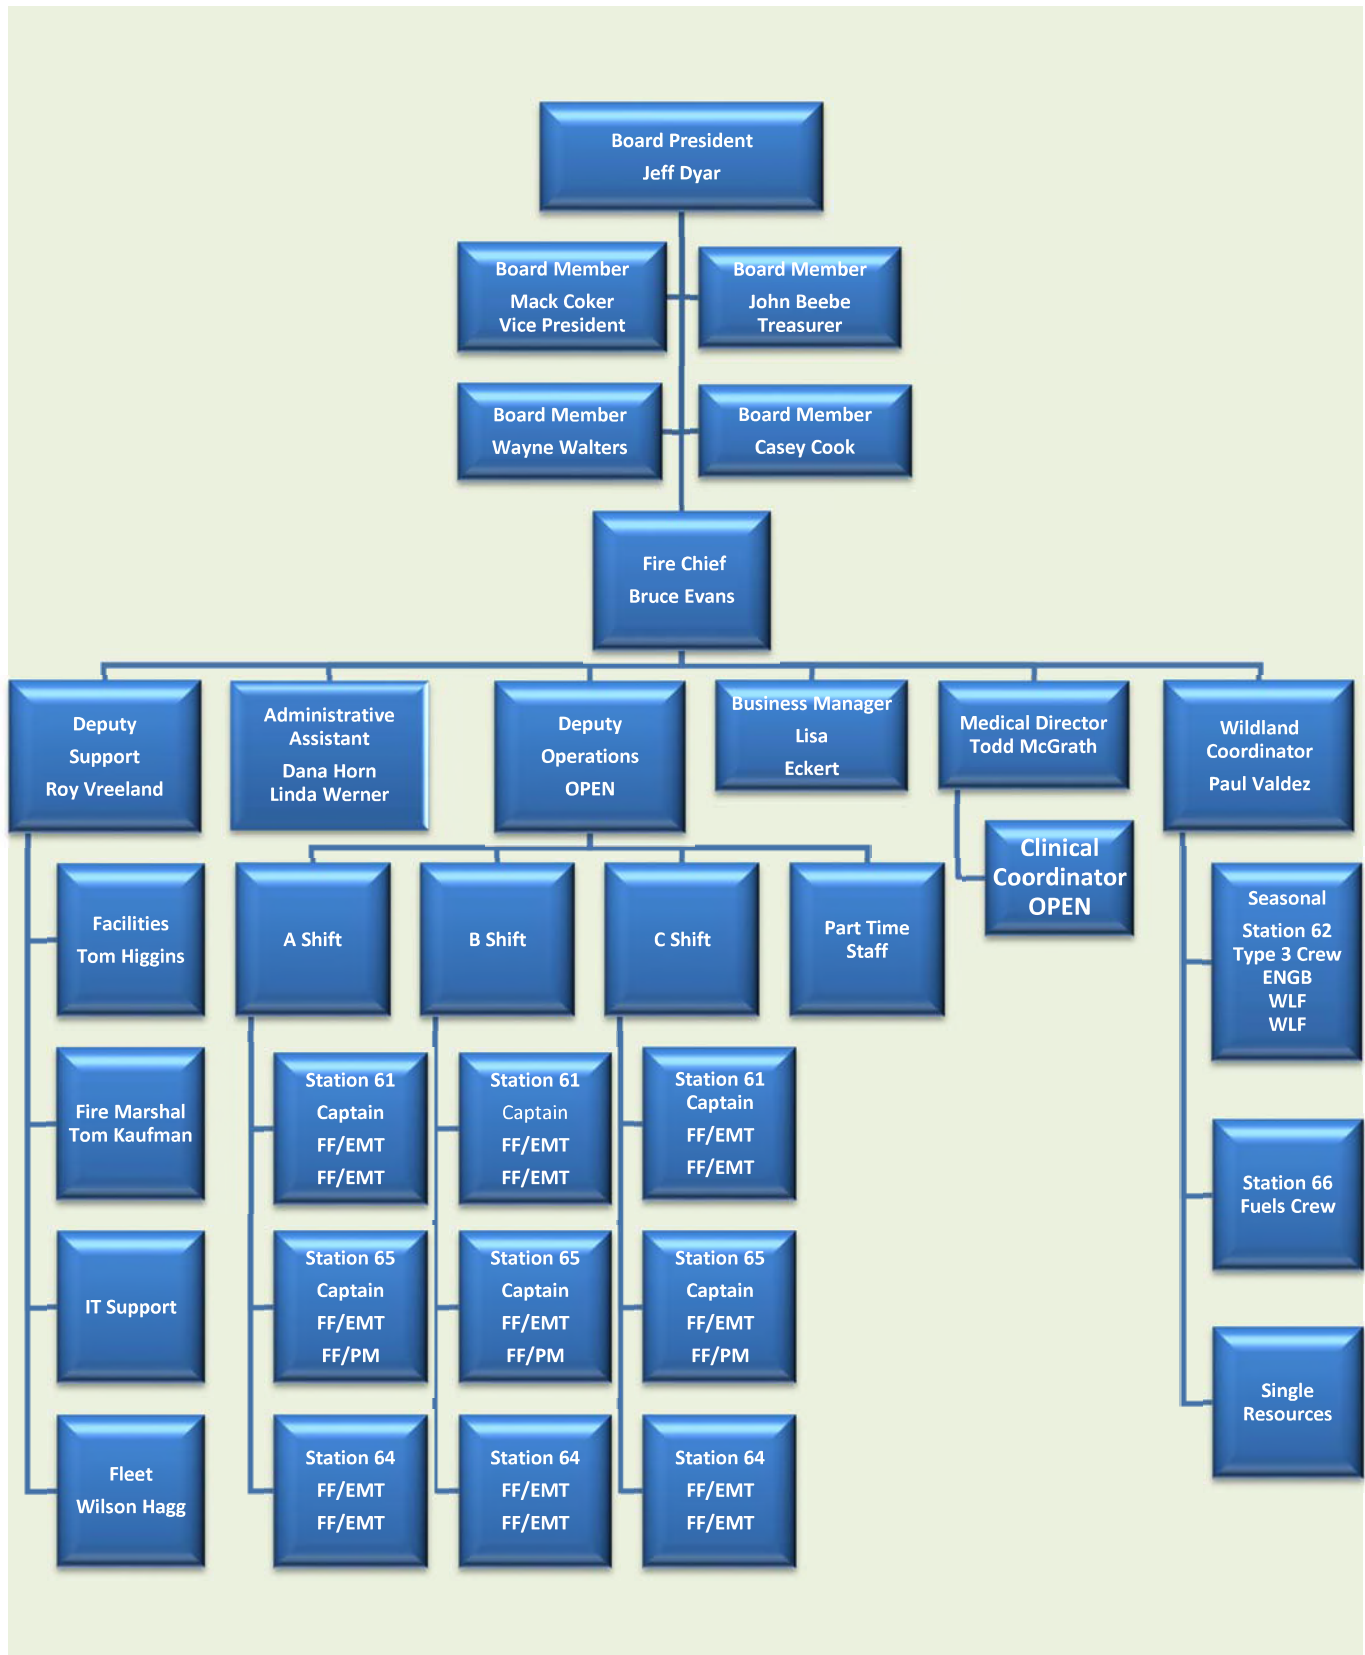 Board President
Jeff Dyar
Board Member
Mack Coker
Vice President
Board Member
John Beebe
Treasurer
Board Member
Wayne Walters
Board Member
Casey Cook
Fire Chief
Bruce Evans
Deputy
Support
Roy Vreeland
Administrative
Assistant
Dana Horn
Linda Werner
Deputy
Operations
OPEN
Business Manager
Lisa
Eckert
Medical Director
Todd McGrath
Wildland
Coordinator
Paul Valdez
Clinical
Coordinator
OPEN
Facilities
Tom Higgins
Fire Marshal
Tom Kaufman
IT Support
Fleet
Wilson Hagg
A Shift
B Shift
C Shift
Part Time
Staff
Station 61
Captain
FF/EMT
FF/EMT
Station 65
Captain
FF/EMT
FF/PM
Station 64
FF/EMT
FF/EMT
Station 61
Captain
FF/EMT
FF/EMT
Station 65
Captain
FF/EMT
FF/PM
Station 64
FF/EMT
FF/EMT
Station 61
Captain
FF/EMT
FF/EMT
Station 65
Captain
FF/EMT
FF/PM
Station 64
FF/EMT
FF/EMT
Seasonal
Station 62
Type 3 Crew
ENGB
WLF
WLF
Station 66
Fuels Crew
Single
Resources